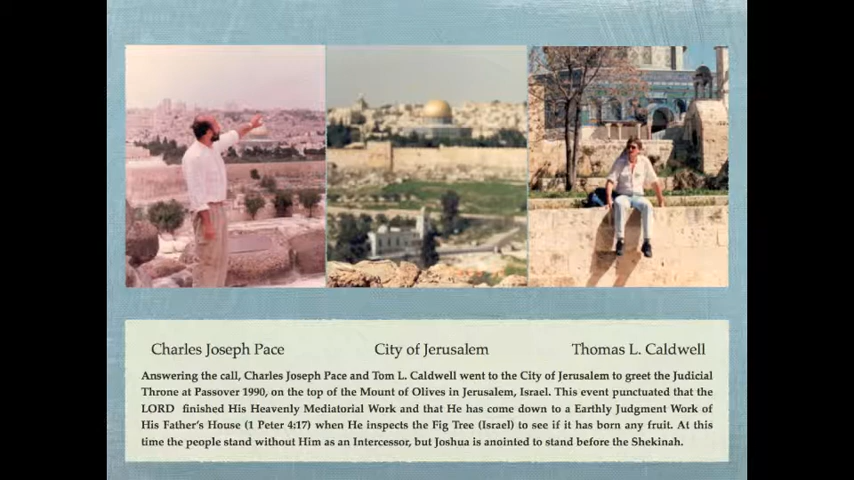 Charles Joseph Pace City of Jerusalem Thomas L. Caldwell
Answering the call, Charles Joseph Pace and Tom L. Caldwell went to the City of Jerusalem to greet the Judicial
Throne at Passover 1990, on the top of the Mount of Olives in Jerusalem, Israel. This event punctuated that the
LORD finished His Heavenly Mediatorial Work and that He has come down to a Earthly Judgment Work of
His Father's House (1 Peter 4:17) when He inspects the Fig Tree (Israel) to see if it has born any fruit. At this
time the people stand without Him as an Intercessor, but Joshua is anointed to stand before the Shekinah.